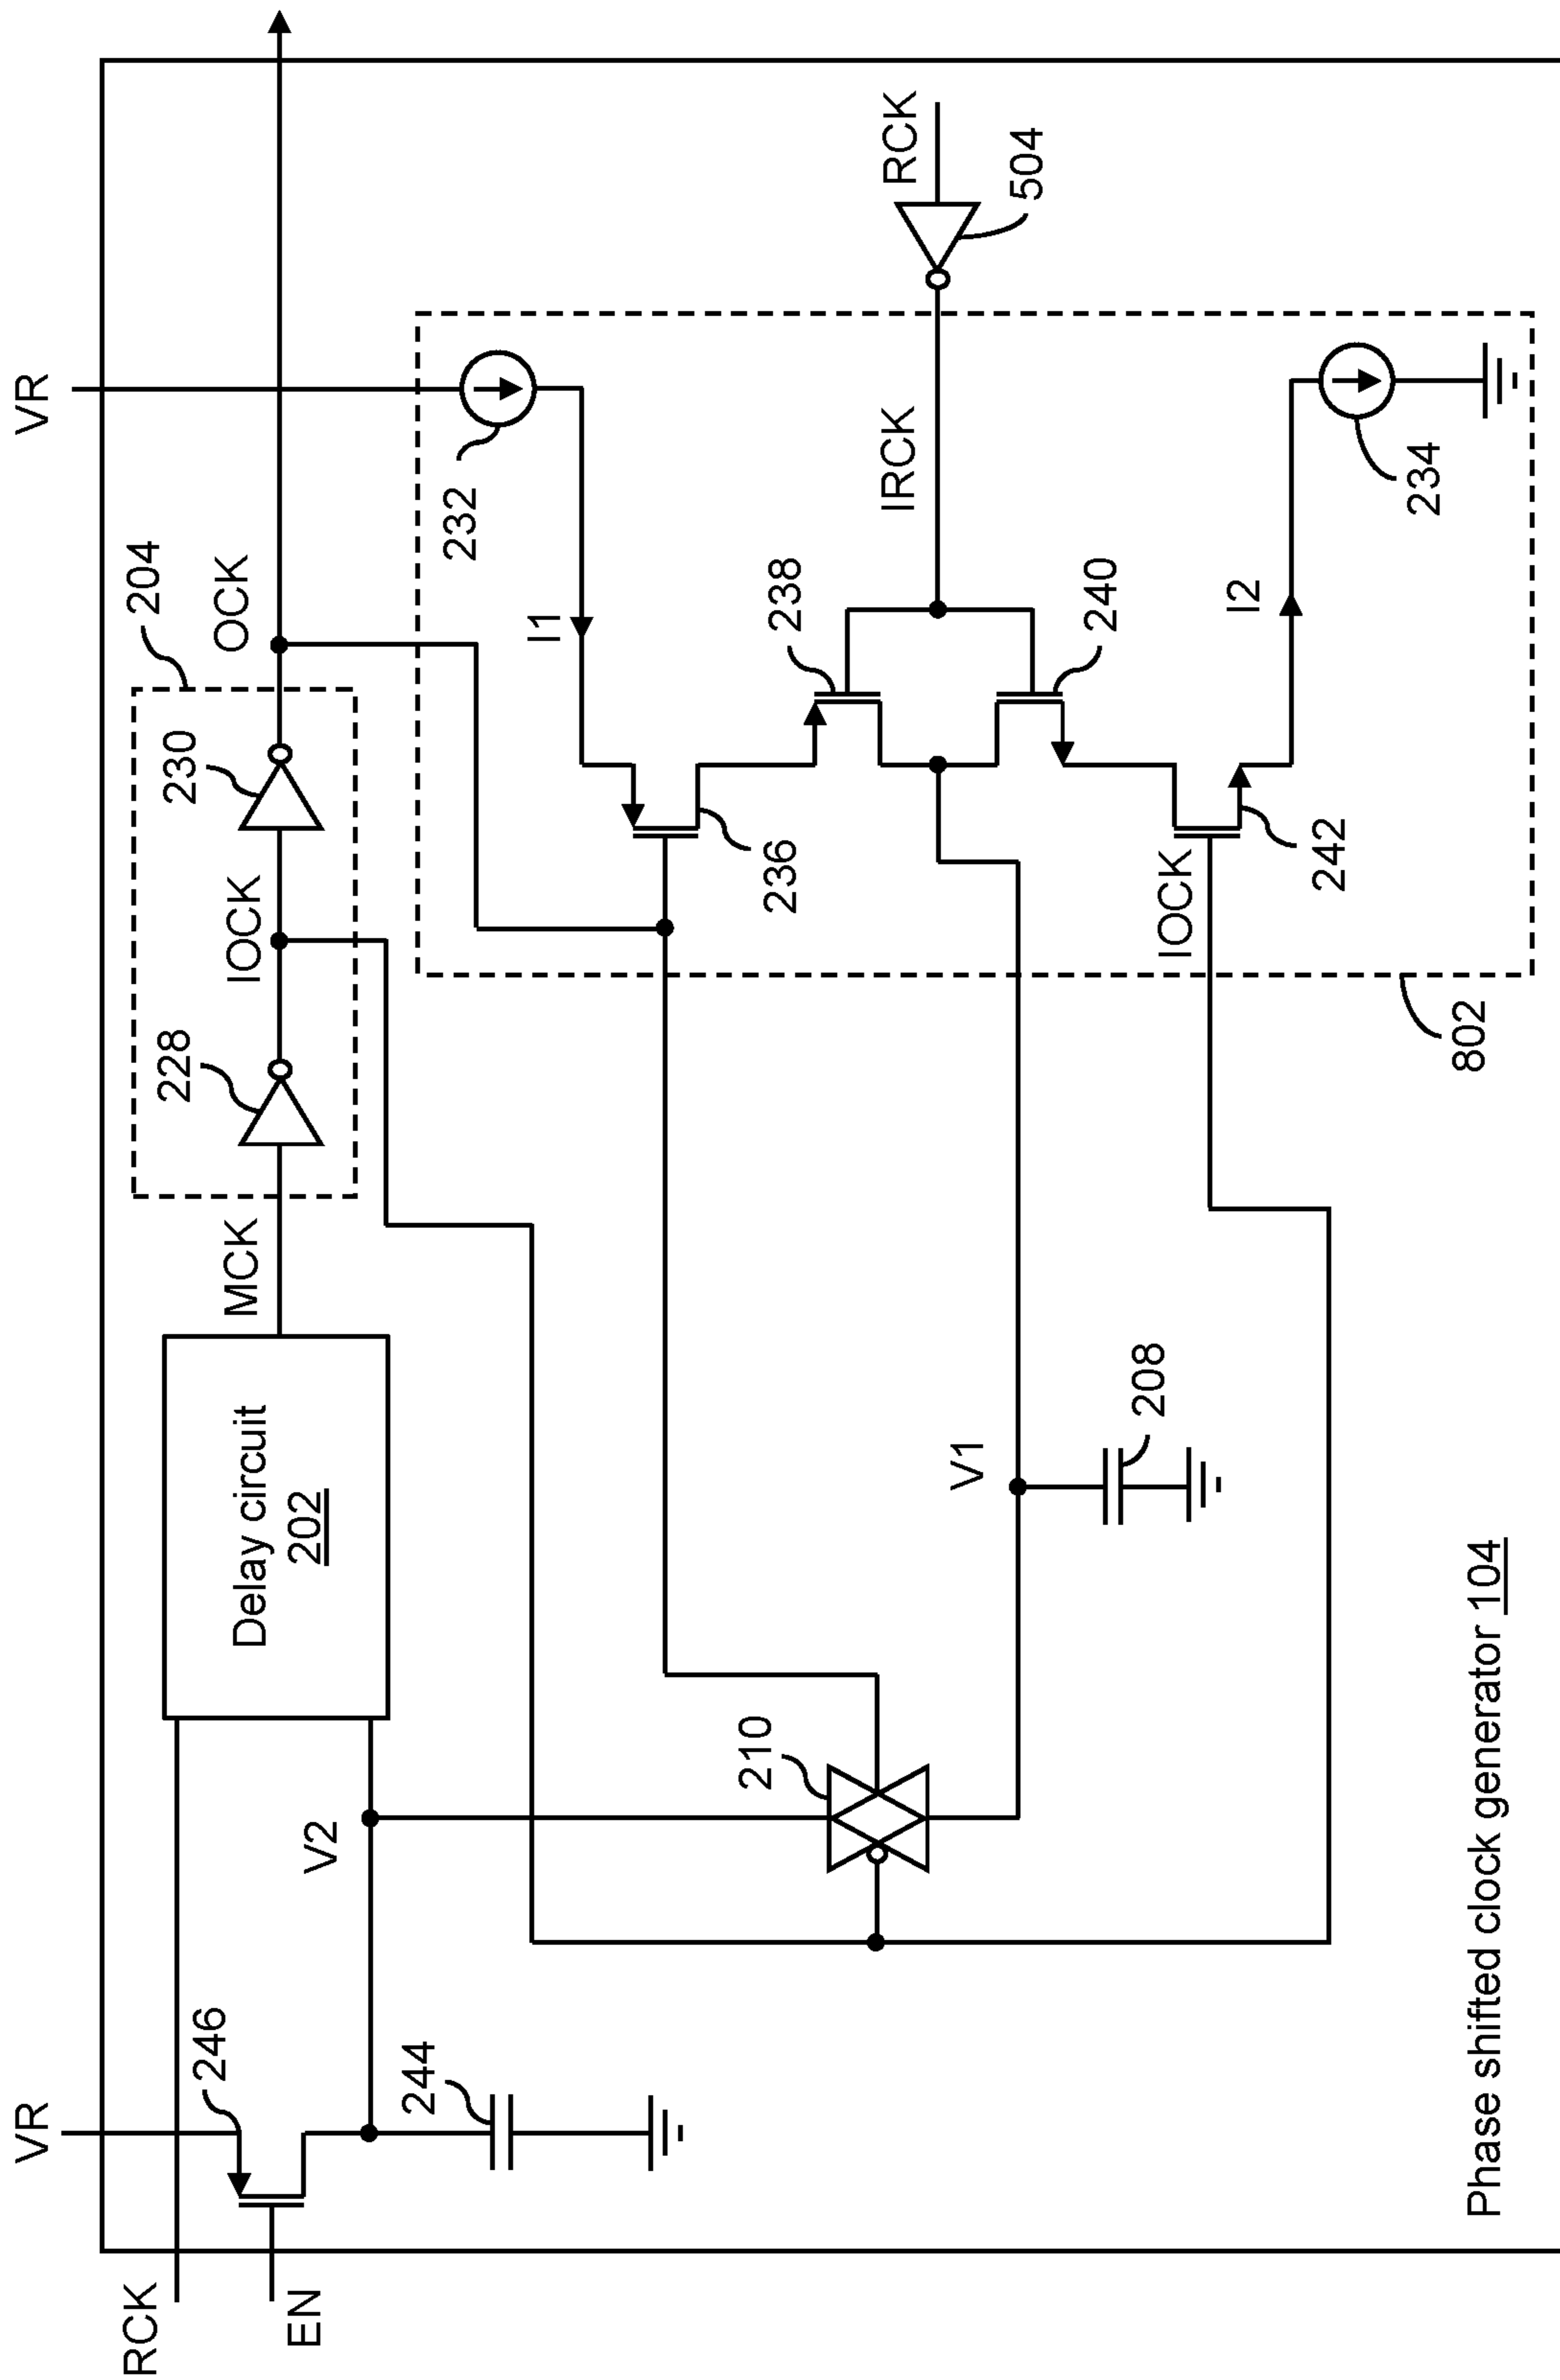 VR
VR
RCK
EN
246
V2
244
Delay circuit
202
MCK
228
IOCK
230
204
OCK
210
V1
208
232
I1
236
238
IRCK
RCK
504
240
IOCK
242
I2
234
802
Phase shifted clock generator 104